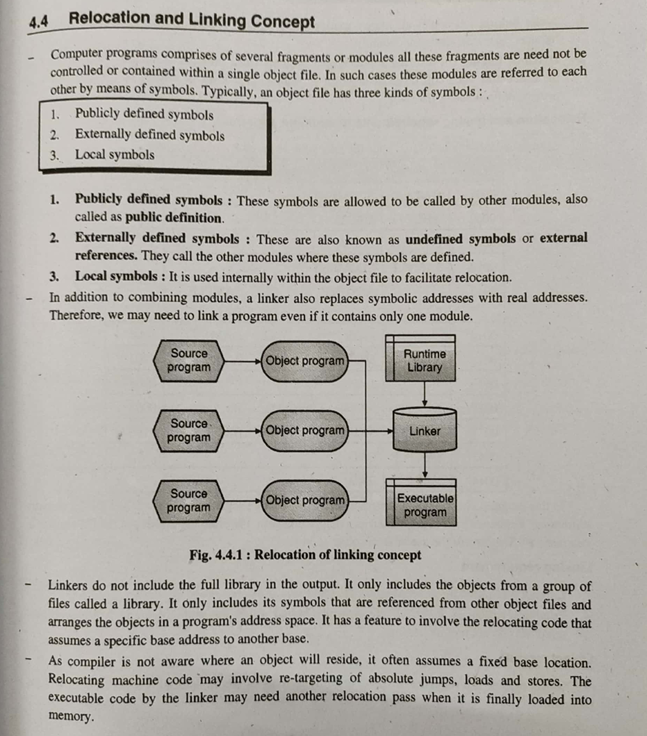 4.4 Relocation and Linking Concept
– Computer programs comprises of several fragments or modules all these fragments are need not be
controlled or contained within a single object file. In such cases these modules are referred to each
other by means of symbols. Typically, an object file has three kinds of symbols :
1. Publicly defined symbols
2. Externally defined symbols
3. Local symbols
1. Publicly defined symbols : These symbols are allowed to be called by other modules, also
called as public definition.
2. Externally defined symbols : These are also known as undefined symbols or external
references. They call the other modules where these symbols are defined.
3. Local symbols : It is used internally within the object file to facilitate relocation.
– In addition to combining modules, a linker also replaces symbolic addresses with real addresses.
Therefore, we may need to link a program even if it contains only one module.
Source
program
Object program
Runtime
Library
Source
program
Object program
Linker
Source
program
Object program
Executable
program
Fig. 4.4.1 : Relocation of linking concept
– Linkers do not include the full library in the output. It only includes the objects from a group of
files called a library. It only includes its symbols that are referenced from other object files and
arranges the objects in a program's address space. It has a feature to involve the relocating code that
assumes a specific base address to another base.
– As compiler is not aware where an object will reside, it often assumes a fixed base location.
Relocating machine code may involve re-targeting of absolute jumps, loads and stores. The
executable code by the linker may need another relocation pass when it is finally loaded into
memory.